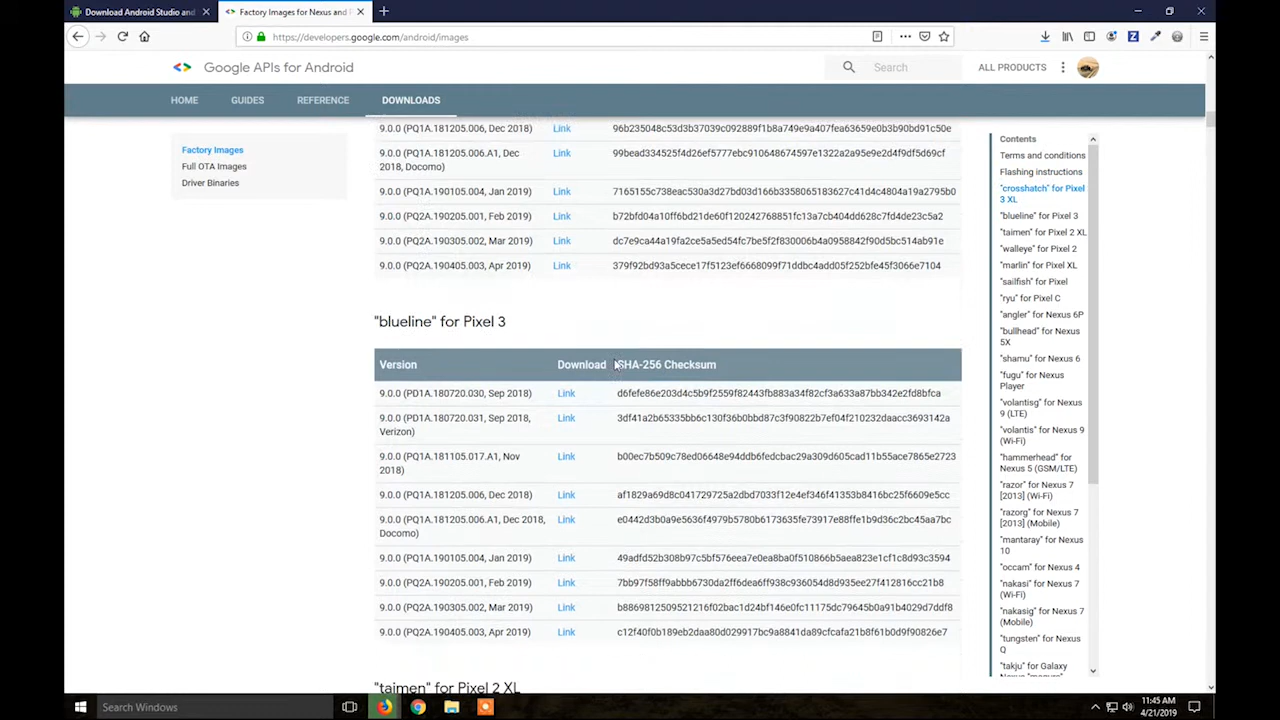 Download Android Studio and
Factory Images for Nexus and P
https://developers.google.com/android/images
Google APIs for Android
Search
ALL PRODUCTS
HOME
GUIDES
REFERENCE
DOWNLOADS
Factory Images
Full OTA Images
Driver Binaries
9.0.0 (PQ1A.181205.006, Dec 2018) Link 96b235048c53d3b37039c092889f1b8a749e9a407fea63659e0b3b90bd91c50e
9.0.0 (PQ1A.181205.006.A1, Dec Link 99bead334525f4d26ef5777ebc910648674597e1322a2a95e9e2d4f9df5d69cf
2018, Docomo)
9.0.0 (PQ1A.190105.004, Jan 2019) Link 7165155c738eac530a3d27bd03d166b3358065183627c41d4c4804a19a2795b0
9.0.0 (PQ2A.190205.001, Feb 2019) Link b72bfd04a10ff6bd21de60f120242768851fc13a7cb404dd628c7fd4de23c5a2
9.0.0 (PQ2A.190305.002, Mar 2019) Link dc7e9ca44a19fa2ce5a5ed54fc7be5f2f830006b4a0958842f90d5bc514ab91e
9.0.0 (PQ2A.190405.003, Apr 2019) Link 379f92bd93a5cece17f5123ef6668099f71ddbc4add05f252bfe45f3066e7104
"blueline" for Pixel 3
Version Download SHA-256 Checksum
9.0.0 (PD1A.180720.030, Sep 2018) Link d6fefe86e203d4c5b9f2559f82443fb883a34f82cf3a633a87bb342e2fd8bfca
9.0.0 (PD1A.180720.031, Sep 2018, Link 3df41a2b65335bb6c130f36b0bbd87c3f90822b7ef04f210232daacc3693142a
Verizon)
9.0.0 (PQ1A.181105.017.A1, Nov Link b00ec7b509c78ed06648e94ddb6fedcbac29a309d605cad11b55ace7865e2723
2018)
9.0.0 (PQ1A.181205.006, Dec 2018) Link af1829a69d8c041729725a2dbd7033f12e4ef346f41353b8416bc25f6609e5cc
9.0.0 (PQ1A.181205.006.A1, Dec 2018, Link e0442d3b0a9e5636f4979b5780b6173635fe73917e88ffe1b9d36c2bc45aa7bc
Docomo)
9.0.0 (PQ1A.190105.004, Jan 2019) Link 49adfd52b308b97c5bf576eea7e0ea8ba0f510866b5aea823e1cf1c8d93c3594
9.0.0 (PQ2A.190205.001, Feb 2019) Link 7bb97f58ff9abbb6730da2ff6dea6ff938c936054d8d935ee27f412816cc21b8
9.0.0 (PQ2A.190305.002, Mar 2019) Link b8869812509521216f02bac1d24bf146e0fc11175dc79645b0a91b4029d7ddf8
9.0.0 (PQ2A.190405.003, Apr 2019) Link c12f40f0b189eb2daa80d029917bc9a8841da89cfcafa21b8f61b0d9f90826e7
"taimen" for Pixel 2 XL
Contents
Terms and conditions
Flashing instructions
"crosshatch" for Pixel
3 XL
"blueline" for Pixel 3
"taimen" for Pixel 2 XL
"walleye" for Pixel 2
"marlin" for Pixel XL
"sailfish" for Pixel
"ryu" for Pixel C
"angler" for Nexus 6P
"bullhead" for Nexus
5X
"shamu" for Nexus 6
"fugu" for Nexus
Player
"volantisg" for Nexus
9 (LTE)
"volantis" for Nexus 9
(Wi-Fi)
"hammerhead" for
Nexus 5 (GSM/LTE)
"razor" for Nexus 7
[2013] (Wi-Fi)
"razorg" for Nexus 7
[2013] (Mobile)
"mantaray" for Nexus
10
"occam" for Nexus 4
"nakasi" for Nexus 7
(Wi-Fi)
"nakasig" for Nexus 7
(Mobile)
"tungsten" for Nexus
Q
"takju" for Galaxy
Search Windows
11:45 AM
4/21/2019